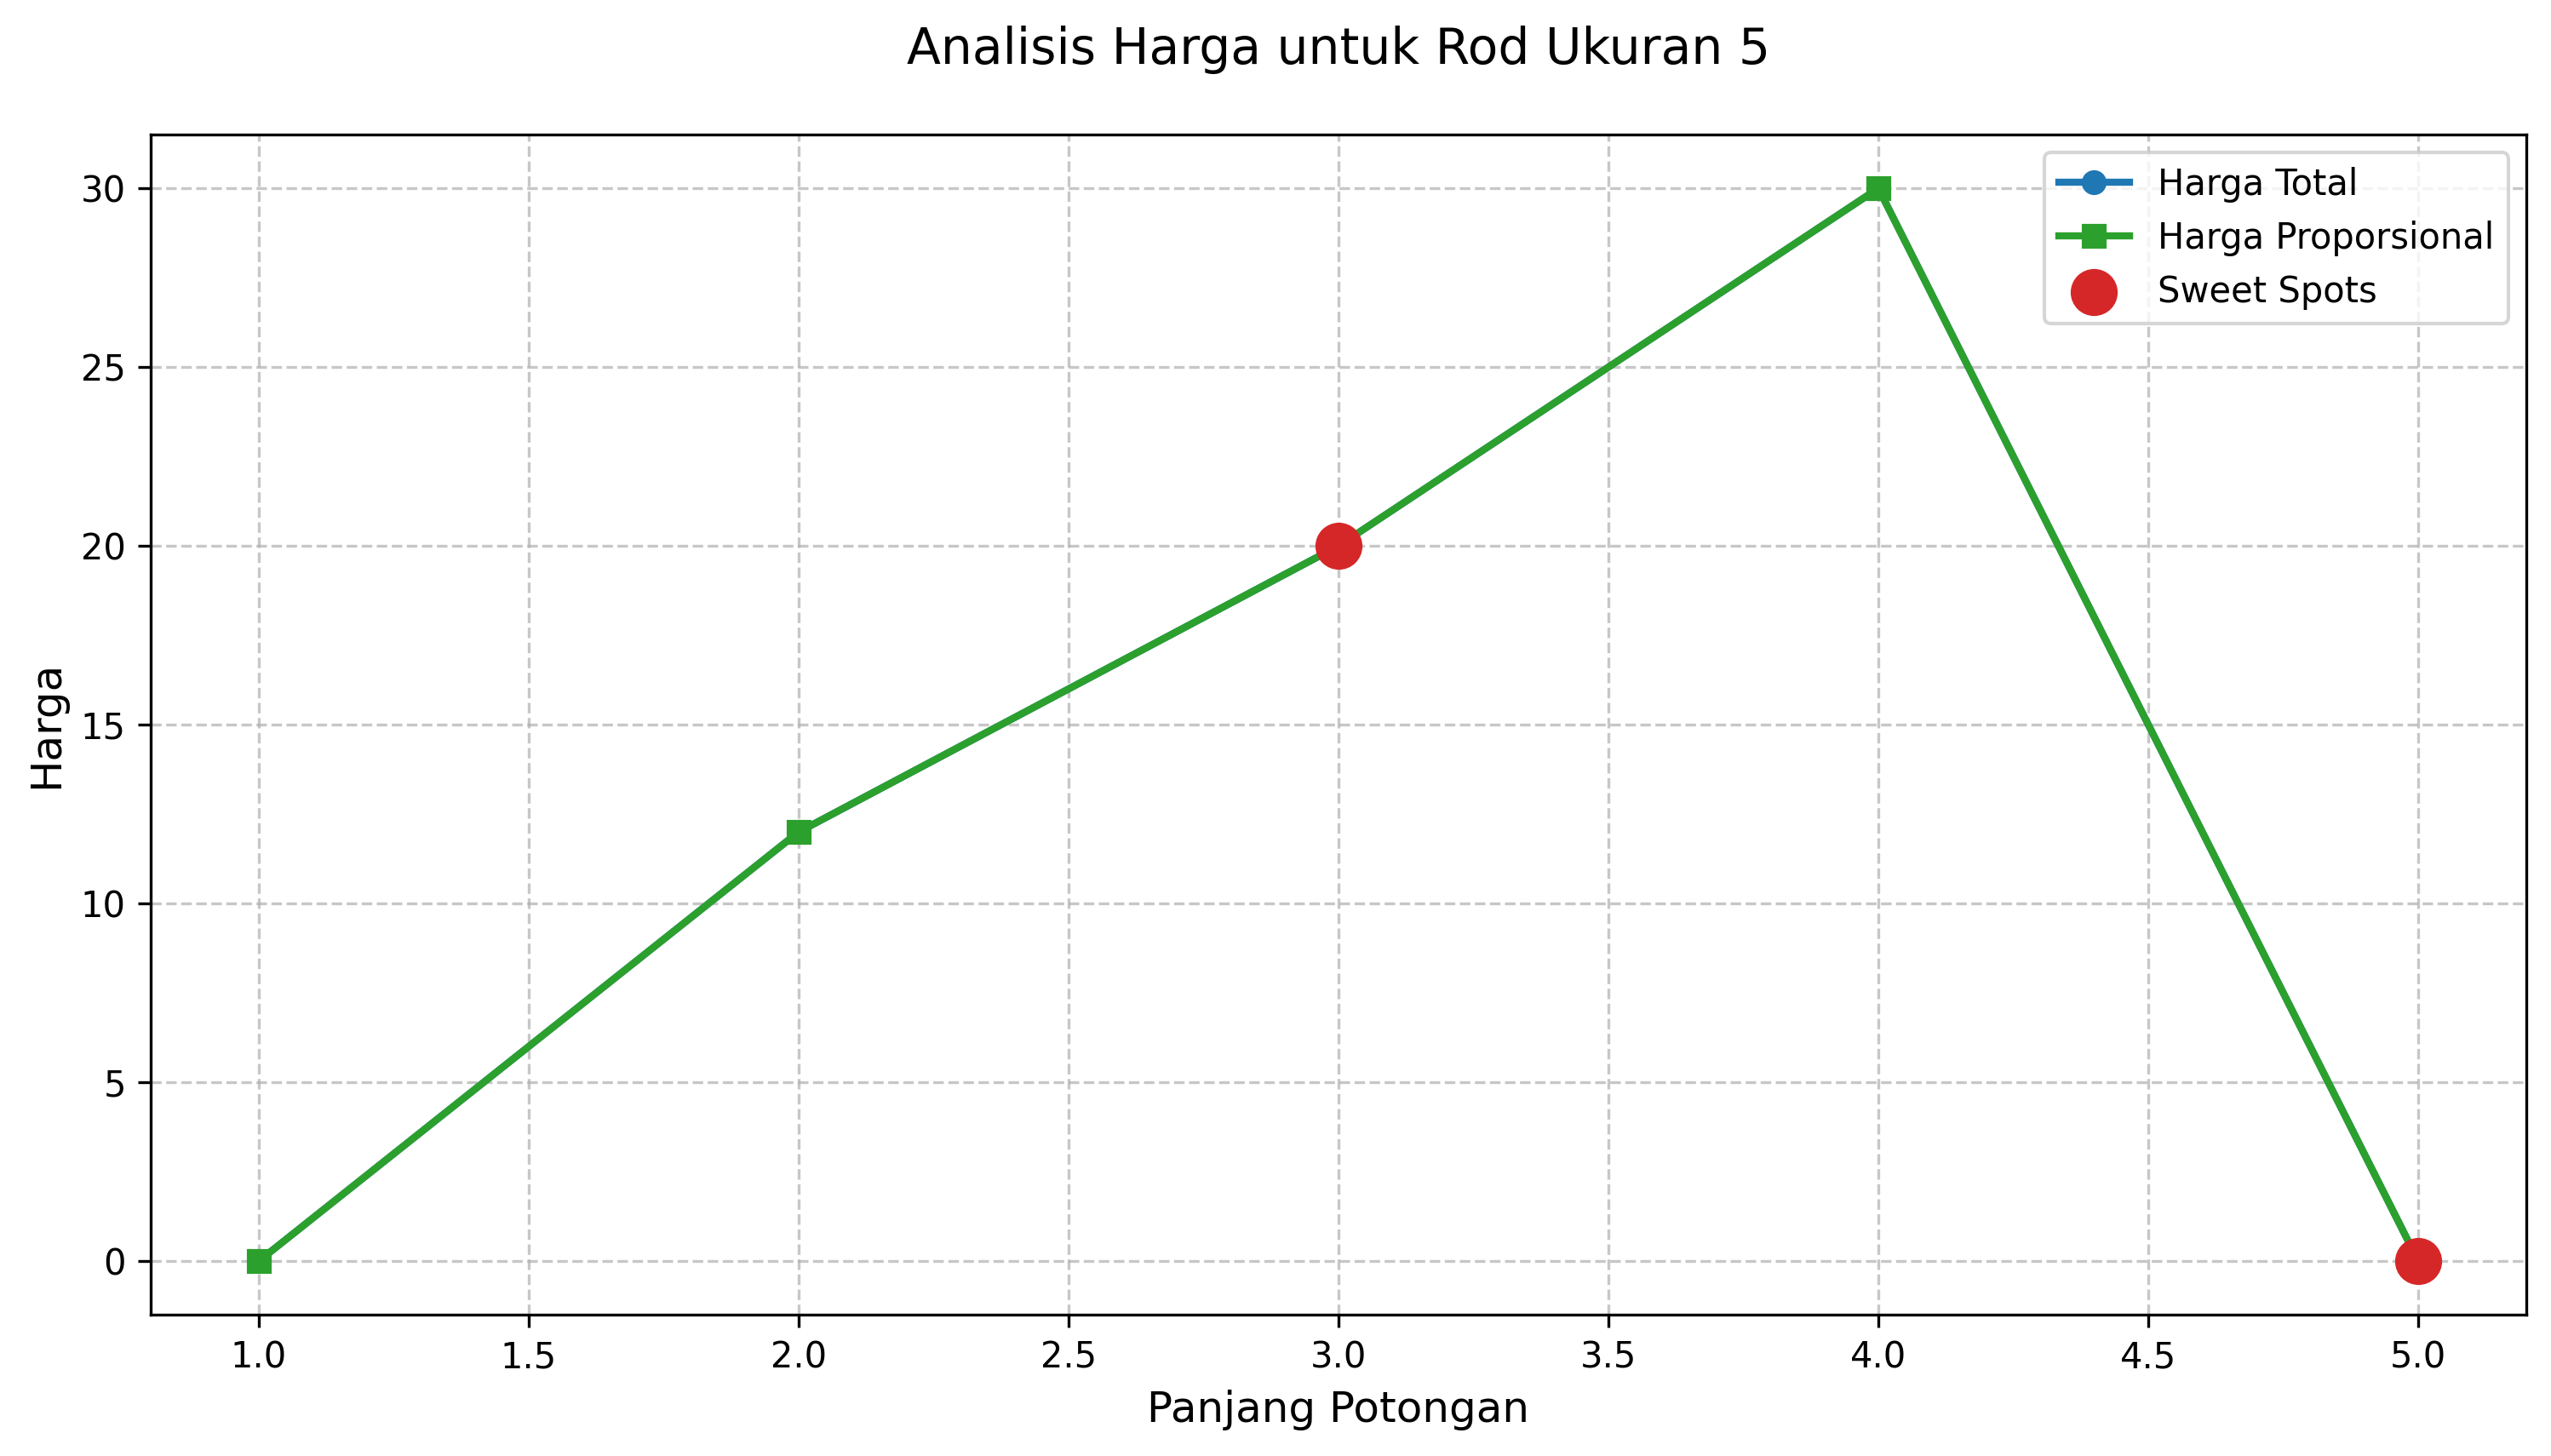 Analisis Harga untuk Rod Ukuran 5
Harga Total
Harga Proporsional
Sweet Spots
Harga
30
25
20
15
10
5
0
1.0 1.5 2.0 2.5 3.0 3.5 4.0 4.5 5.0
Panjang Potongan